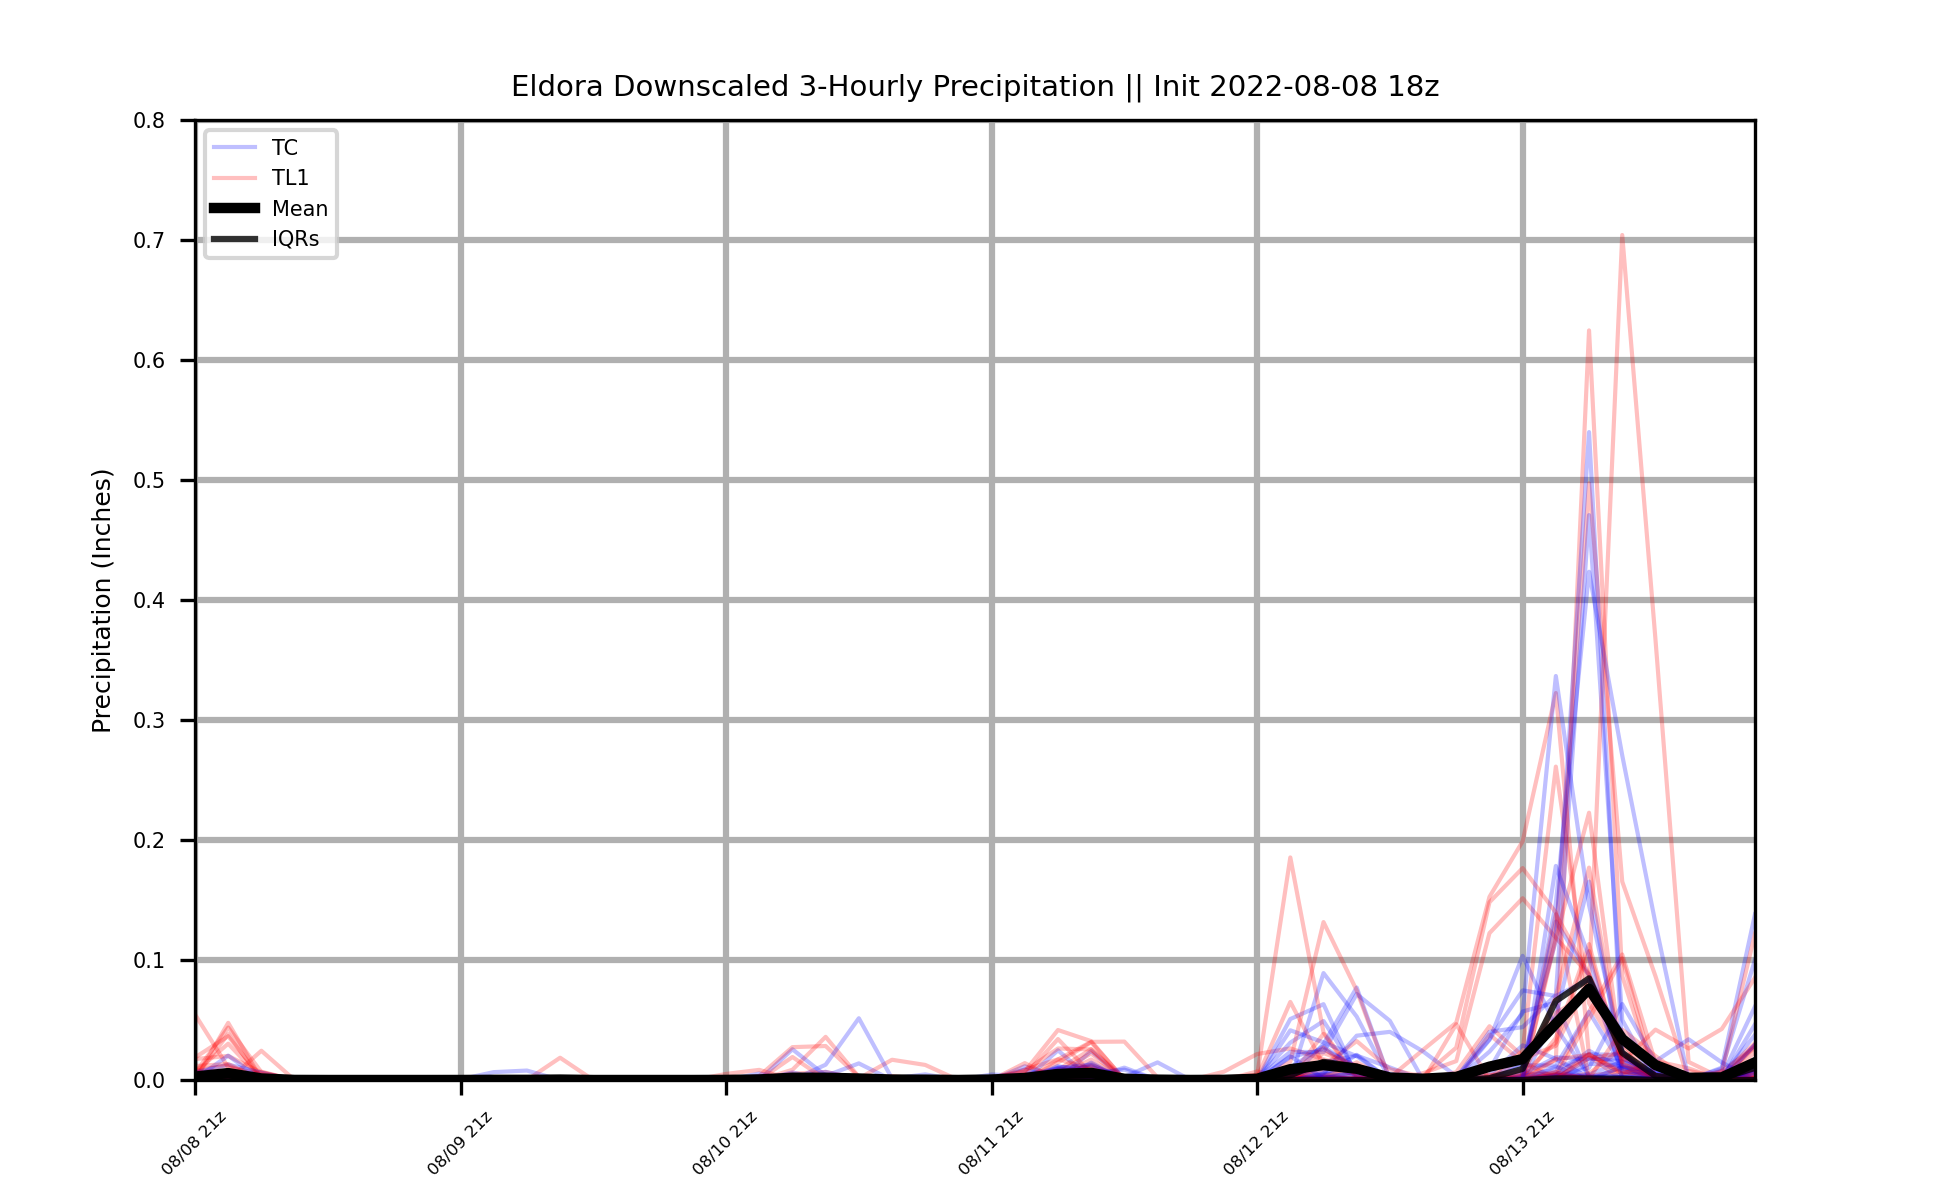 Eldora Downscaled 3-Hourly Precipitation || Init 2022-08-08 18z
TC
TL1
Mean
IQRs
Precipitation (Inches)
0.8
0.7
0.6
0.5
0.4
0.3
0.2
0.1
0.0
08/08 21z
08/09 21z
08/10 21z
08/11 21z
08/12 21z
08/13 21z